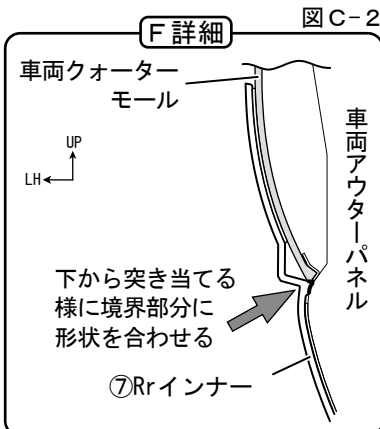 図C-2
F詳細
車両クォーター
モール
UP
LH
車両アウターパネル
下から突き当てる
様に境界部分に
形状を合わせる
⑦Rrインナー